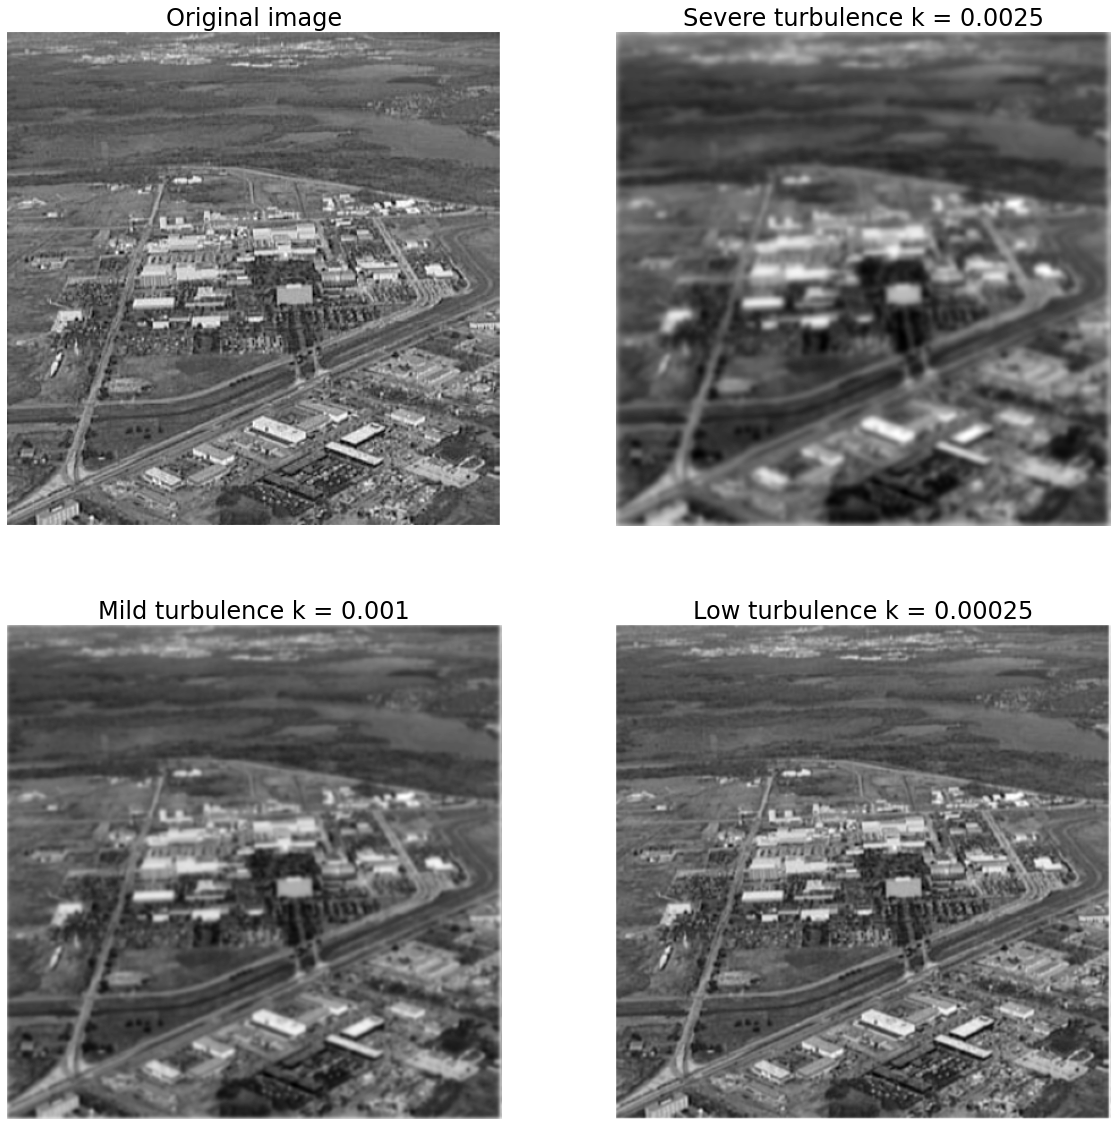 Original image
Severe turbulence k = 0.0025
Mild turbulence k = 0.001
Low turbulence k = 0.00025